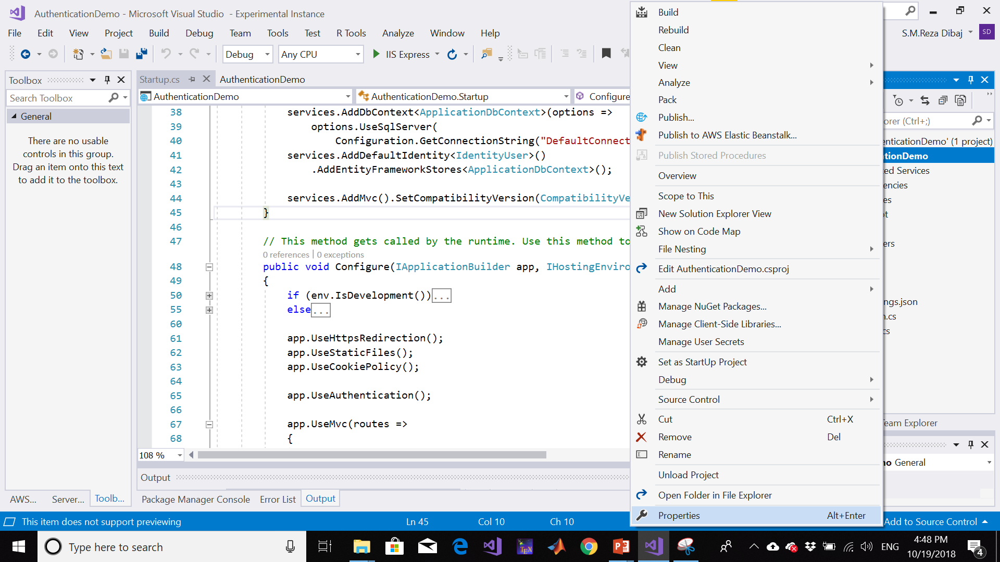 AuthenticationDemo - Microsoft Visual Studio - Experimental Instance
File Edit View Project Build Debug Team Tools Test R Tools Analyze Window Help
S.M.Reza Dibaj SD
Debug Any CPU IIS Express
Toolbox
Search Toolbox
General
There are no usable
controls in this group.
Drag an item onto this text
to add it to the toolbox.
AWS... Server... Toolb...
Startup.cs AuthenticationDemo
AuthenticationDemo AuthenticationDemo.Startup Configure
38 services.AddDbContext<ApplicationDbContext>(options =>
39 options.UseSqlServer(
40 Configuration.GetConnectionString("DefaultConnect
41 services.AddDefaultIdentity<IdentityUser>()
42 .AddEntityFrameworkStores<ApplicationDbContext>();
43
44 services.AddMvc().SetCompatibilityVersion(CompatibilityVe
45 }
46
47 // This method gets called by the runtime. Use this method to
0 references | 0 exceptions
48 public void Configure(IApplicationBuilder app, IHostingEnviro
49 {
50 if (env.IsDevelopment())...
55 else...
60
61 app.UseHttpsRedirection();
62 app.UseStaticFiles();
63 app.UseCookiePolicy();
64
65 app.UseAuthentication();
66
67 app.UseMvc(routes =>
68 {
108 %
Output
Package Manager Console Error List Output
Build
Rebuild
Clean
View
Analyze
Pack
Publish...
Publish to AWS Elastic Beanstalk...
Publish Stored Procedures
Overview
Scope to This
New Solution Explorer View
Show on Code Map
File Nesting
Edit AuthenticationDemo.csproj
Add
Manage NuGet Packages...
Manage Client-Side Libraries...
Manage User Secrets
Set as StartUp Project
Debug
Source Control
Cut Ctrl+X
Remove Del
Rename
Unload Project
Open Folder in File Explorer
Properties Alt+Enter
orer (Ctrl+;)
enticationDemo' (1 project)
tionDemo
ed Services
encies
es
ot
ers
ngs.json
n.cs
cs
Team Explorer
no General
This item does not support previewing Ln 45 Col 10 Ch 10 Add to Source Control
Type here to search
TEX
ENG
4:48 PM
10/19/2018
4